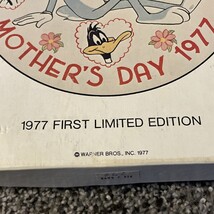 MOTHER'S DAY 1977
1977 FIRST LIMITED EDITION
© WARNER BROS., INC. 1977